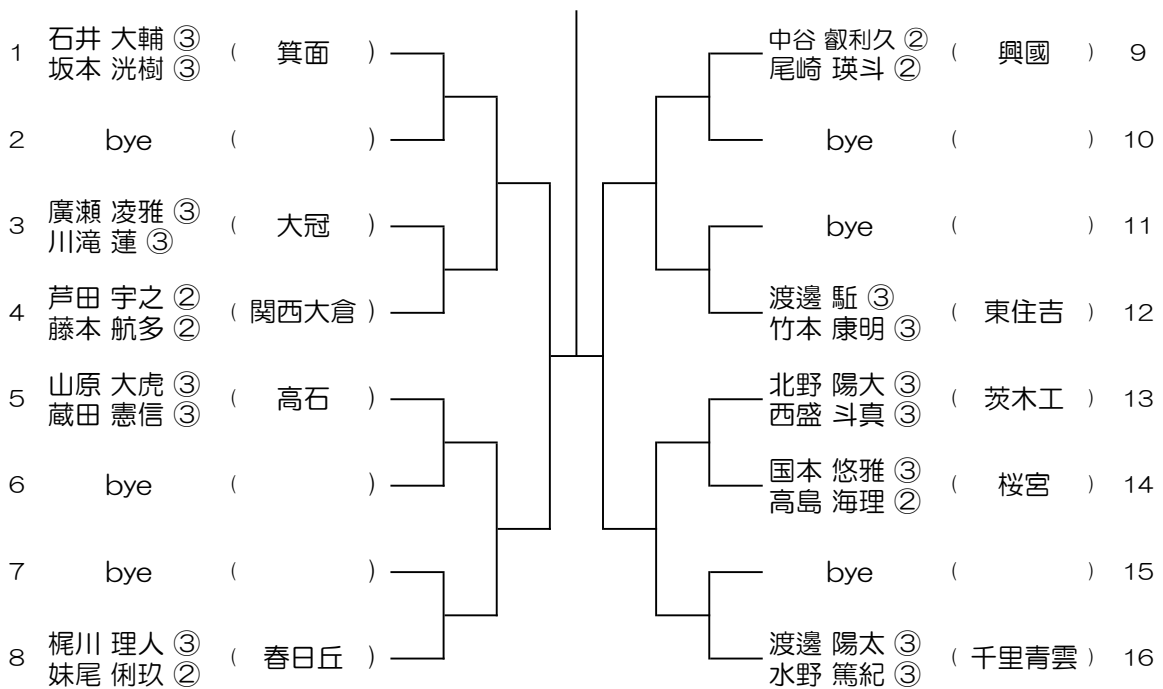 1 石井 大輔 ③
坂本 洸樹 ③ ( 箕面 )
2 bye ( )
3 廣瀬 凌雅 ③
川滝 蓮 ③ ( 大冠 )
4 芦田 宇之 ②
藤本 航多 ② ( 関西大倉 )
5 山原 大虎 ③
蔵田 憲信 ③ ( 高石 )
6 bye ( )
7 bye ( )
8 梶川 理人 ③
妹尾 俐玖 ② ( 春日丘 )
中谷 叡利久 ②
尾崎 瑛斗 ② ( 興國 ) 9
bye ( ) 10
bye ( ) 11
渡邊 駈 ③
竹本 康明 ③ ( 東住吉 ) 12
北野 陽大 ③
西盛 斗真 ③ ( 茨木工 ) 13
国本 悠雅 ③
高島 海理 ② ( 桜宮 ) 14
bye ( ) 15
渡邊 陽太 ③
水野 篤紀 ③ ( 千里青雲 ) 16